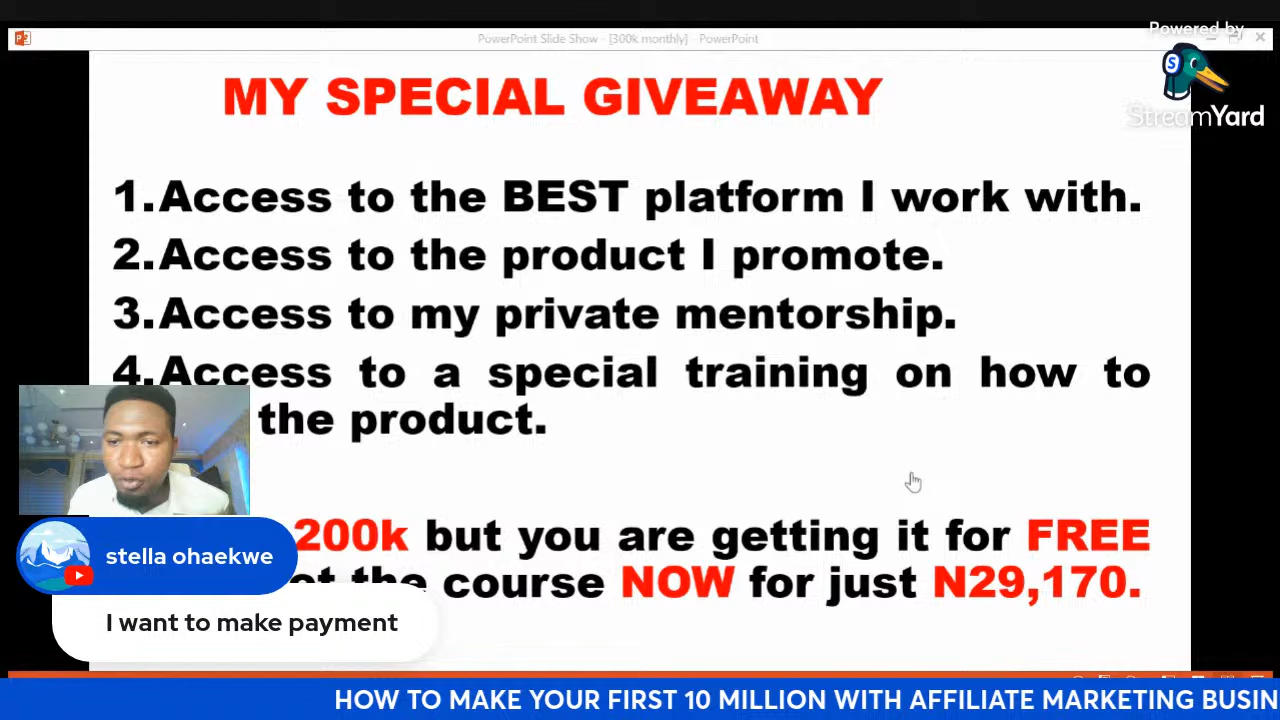 PowerPoint Slide Show - [300k monthly] - PowerPoint
Powered by
S
StreamYard
MY SPECIAL GIVEAWAY
1. Access to the BEST platform I work with.
2. Access to the product I promote.
3. Access to my private mentorship.
4. Access to a special training on how to
the product.
200k but you are getting it for FREE
the course NOW for just N29,170.
stella ohaekwe
I want to make payment
HOW TO MAKE YOUR FIRST 10 MILLION WITH AFFILIATE MARKETING BUSIN